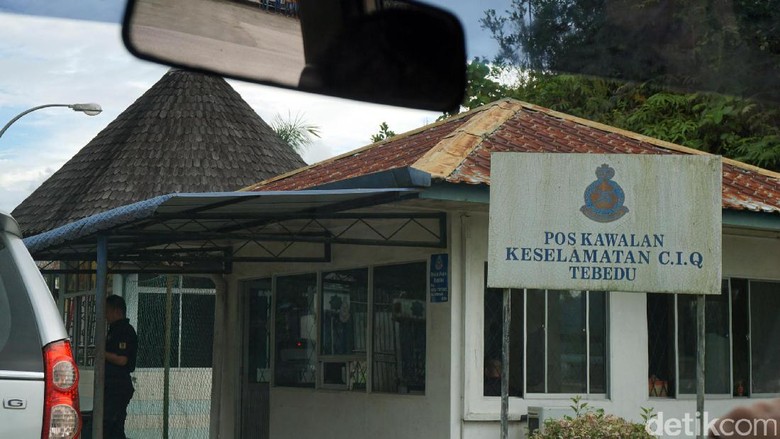 POS KAWALAN
KESELAMATAN C.I.Q
TEBEDU
G
detikcom